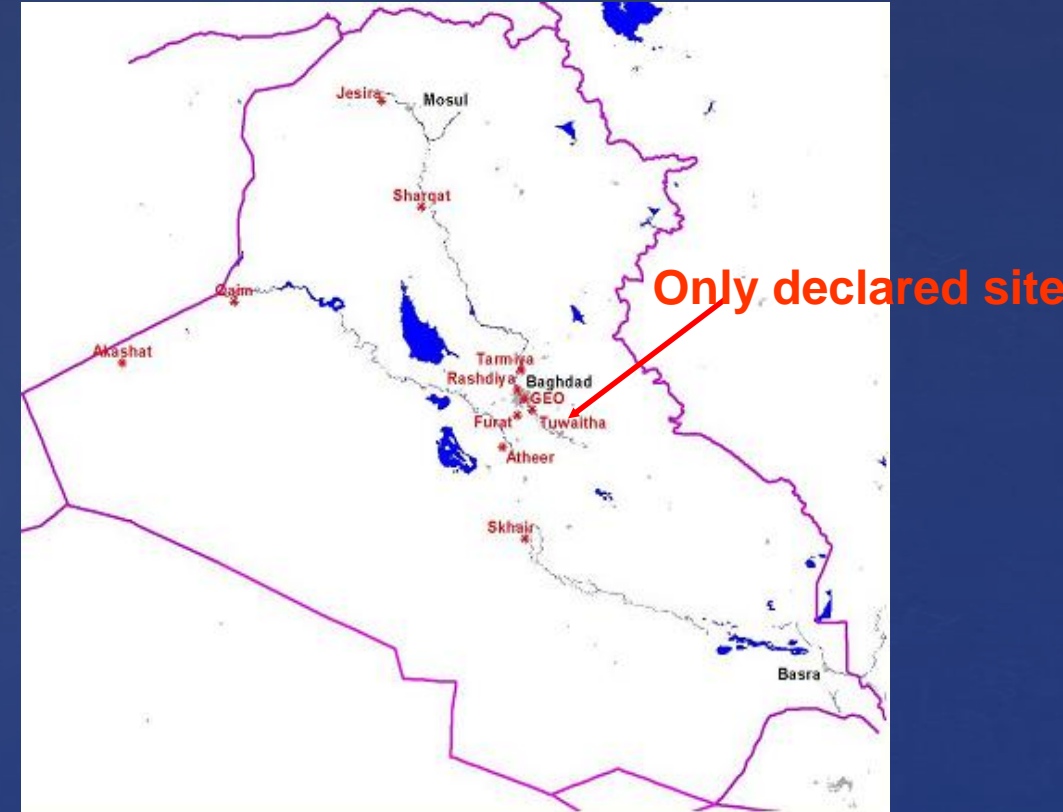 Jesira
Mosul
Sharqat
Only declared site
Qaim
Akashat
Tarmiya
Rashdiya
Baghdad
GEO
Furat
Tuwaitha
Atheer
Skhair
Basra